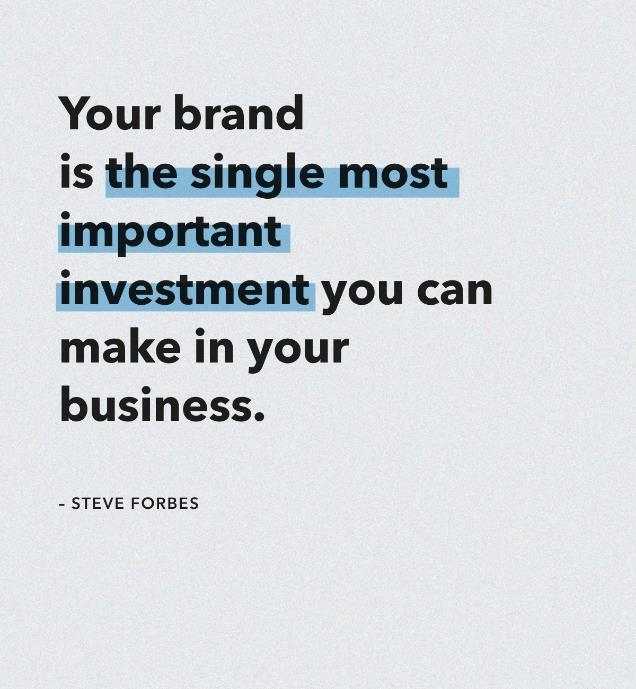 Your brand
is the single most
important
investment you can
make in your
business.
– STEVE FORBES